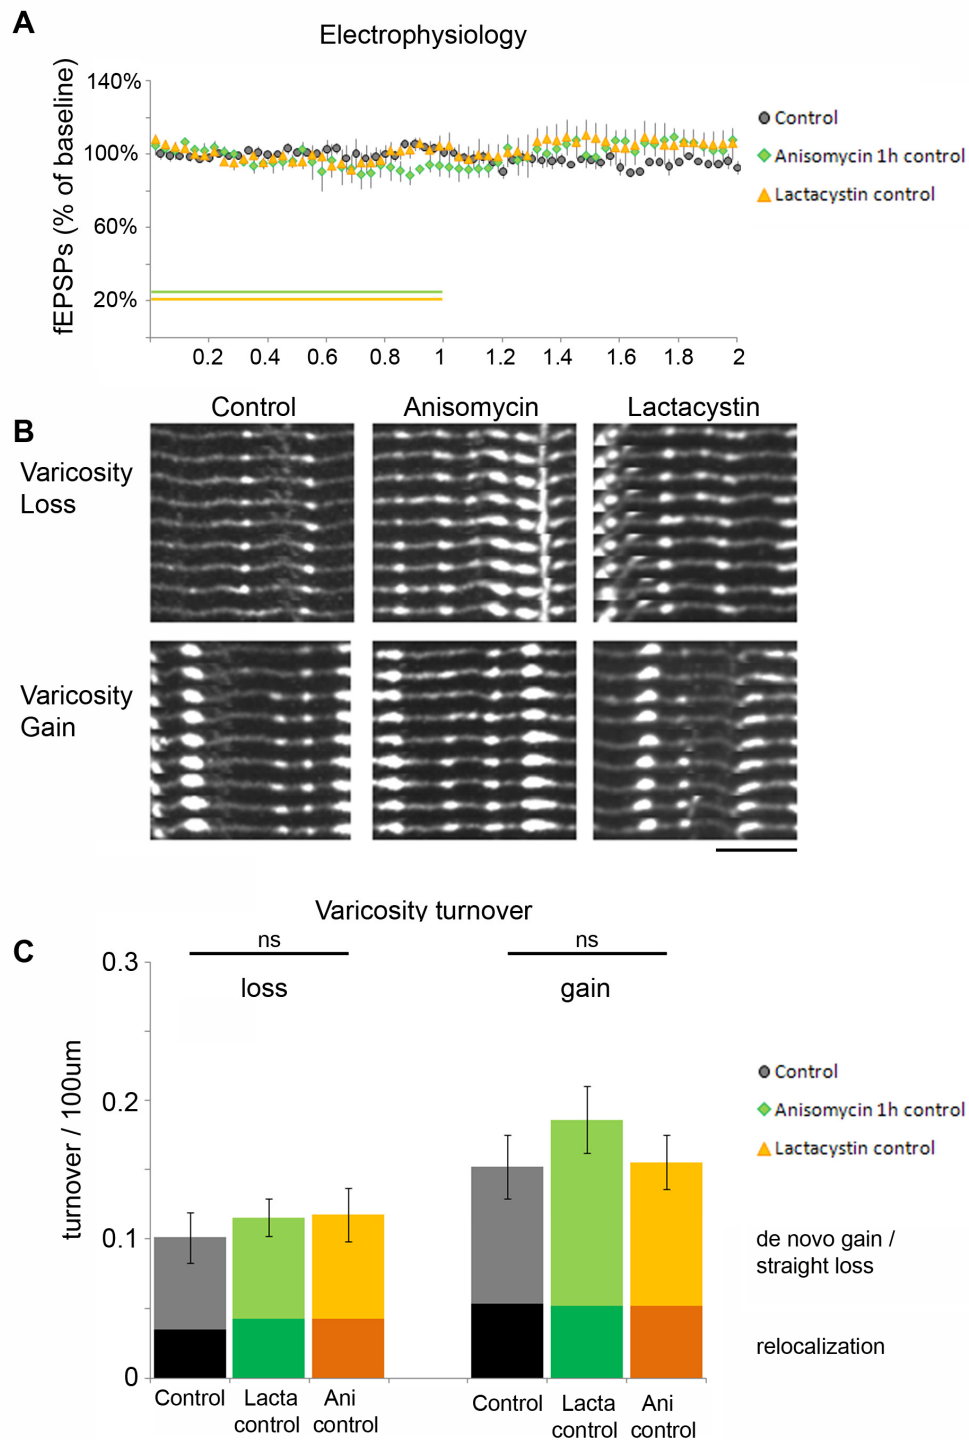 A
Electrophysiology
fEPSPs (% of baseline)
140%
100%
60%
20%
0.2 0.4 0.6 0.8 1 1.2 1.4 1.6 1.8 2
Control
Anisomycin 1h control
Lactacystin control
B
Control Anisomycin Lactacystin
Varicosity
Loss
Varicosity
Gain
C
Varicosity turnover
ns ns
loss gain
turnover / 100um
0.3
0.2
0.1
0
Control
Anisomycin 1h control
Lactacystin control
de novo gain /
straight loss
relocalization
Control Lacta Ani Control Lacta Ani
control control control control